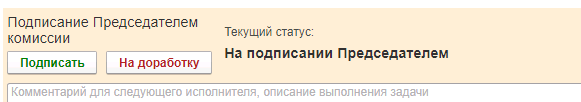 Подписание Председателем
комиссии
Подписать
На доработку
Текущий статус:
На подписании Председателем
Комментарий для следующего исполнителя, описание выполнения задачи